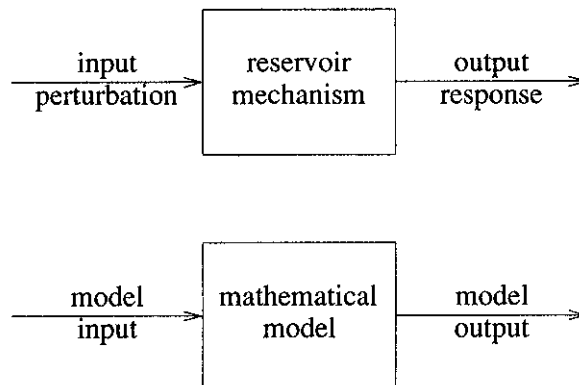 input
perturbation
reservoir
mechanism
output
response
model
input
mathematical
model
model
output